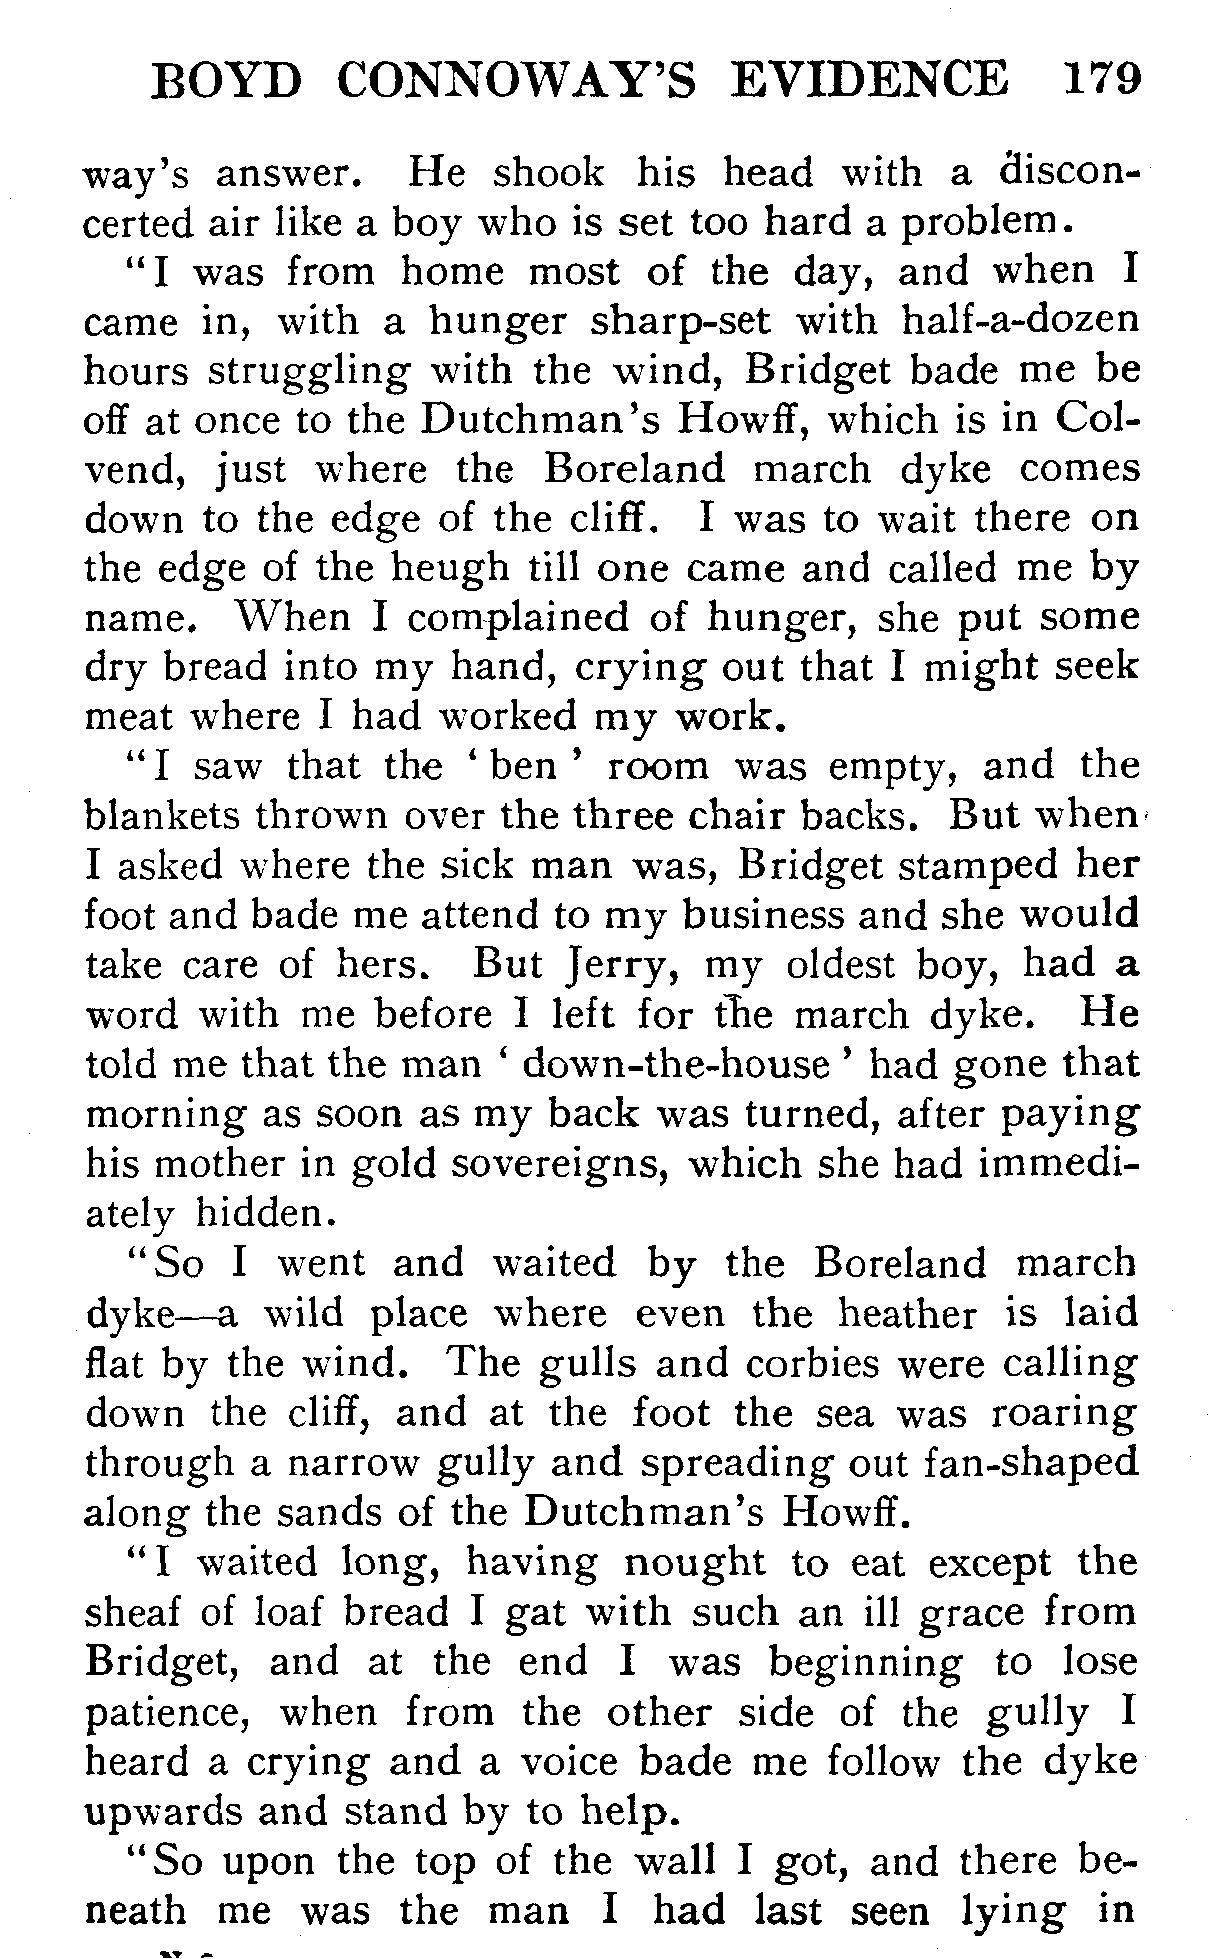 BOYD CONNOWAY'S EVIDENCE 179
way's answer. He shook his head with a discon-
certed air like a boy who is set too hard a problem.
"I was from home most of the day, and when I
came in, with a hunger sharp-set with half-a-dozen
hours struggling with the wind, Bridget bade me be
off at once to the Dutchman's Howff, which is in Col-
vend, just where the Boreland march dyke comes
down to the edge of the cliff. I was to wait there on
the edge of the heugh till one came and called me by
name. When I complained of hunger, she put some
dry bread into my hand, crying out that I might seek
meat where I had worked my work.
"I saw that the 'ben' room was empty, and the
blankets thrown over the three chair backs. But when
I asked where the sick man was, Bridget stamped her
foot and bade me attend to my business and she would
take care of hers. But Jerry, my oldest boy, had a
word with me before I left for the march dyke. He
told me that the man 'down-the-house' had gone that
morning as soon as my back was turned, after paying
his mother in gold sovereigns, which she had immedi-
ately hidden.
"So I went and waited by the Boreland march
dyke—a wild place where even the heather is laid
flat by the wind. The gulls and corbies were calling
down the cliff, and at the foot the sea was roaring
through a narrow gully and spreading out fan-shaped
along the sands of the Dutchman's Howff.
"I waited long, having nought to eat except the
sheaf of loaf bread I gat with such an ill grace from
Bridget, and at the end I was beginning to lose
patience, when from the other side of the gully I
heard a crying and a voice bade me follow the dyke
upwards and stand by to help.
"So upon the top of the wall I got, and there be-
neath me was the man I had last seen lying in